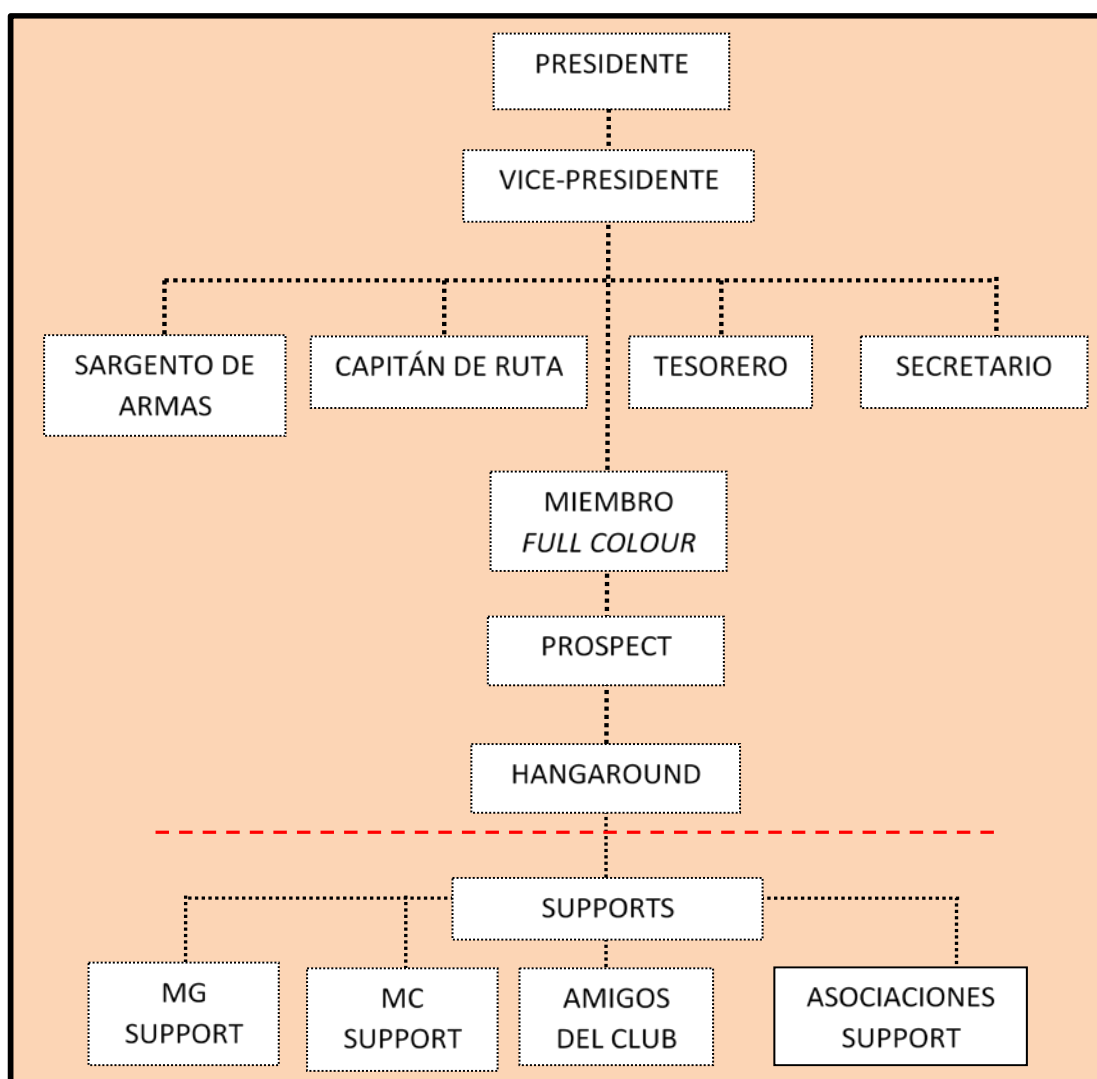 PRESIDENTE
VICE-PRESIDENTE
SARGENTO DE
ARMAS
CAPITÁN DE RUTA
TESORERO
SECRETARIO
MIEMBRO
FULL COLOUR
PROSPECT
HANGAROUND
SUPPORTS
MG
SUPPORT
MC
SUPPORT
AMIGOS
DEL CLUB
ASOCIACIONES
SUPPORT